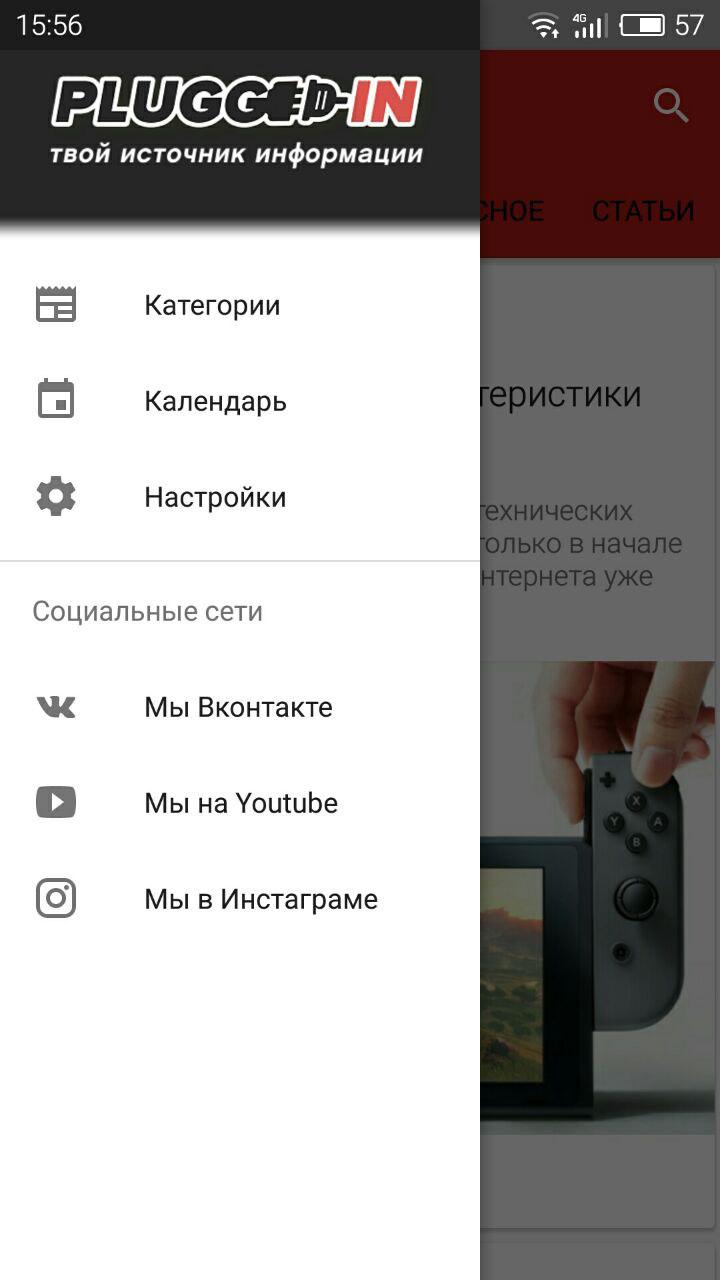 15:56
4G
57
PLUGGED-IN
твой источник информации
СТАТЬИ
Категории
Календарь
Настройки
Социальные сети
Мы Вконтакте
Мы на Youtube
Мы в Инстаграме
теристики
технических
только в начале
нтернета уже
X
Y
A
B